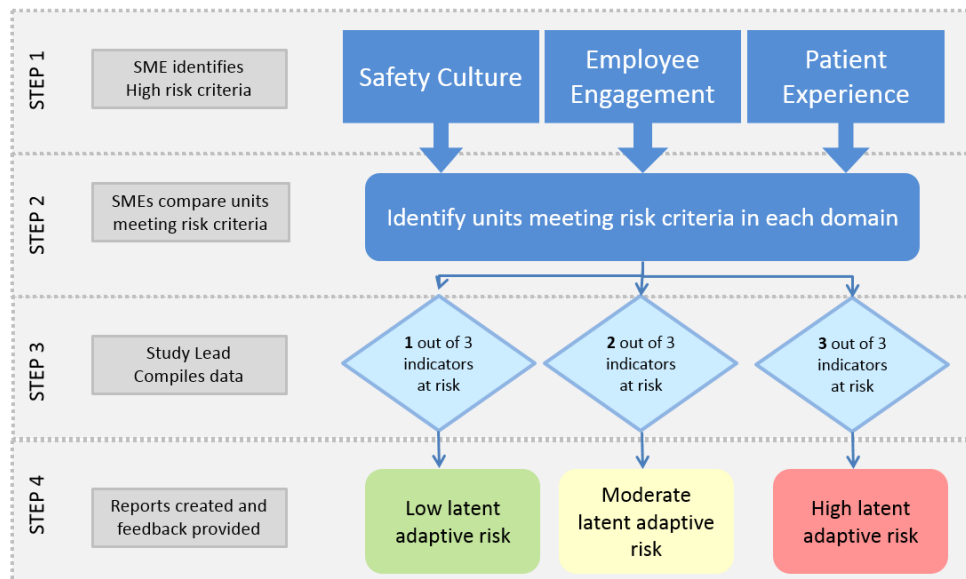 STEP 1
SME identifies
High risk criteria
Safety Culture
Employee
Engagement
Patient
Experience
STEP 2
SMEs compare units
meeting risk criteria
Identify units meeting risk criteria in each domain
STEP 3
Study Lead
Compiles data
1 out of 3
indicators
at risk
2 out of 3
indicators
at risk
3 out of 3
indicators
at risk
STEP 4
Reports created and
feedback provided
Low latent
adaptive risk
Moderate
latent adaptive
risk
High latent
adaptive risk